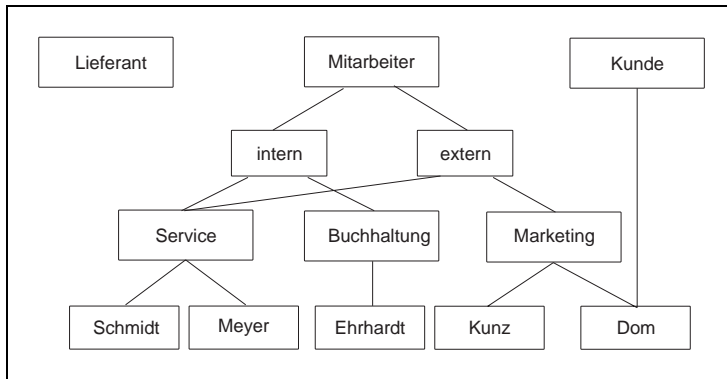 Lieferant
Mitarbeiter
Kunde
intern
extern
Service
Buchhaltung
Marketing
Schmidt
Meyer
Ehrhardt
Kunz
Dom